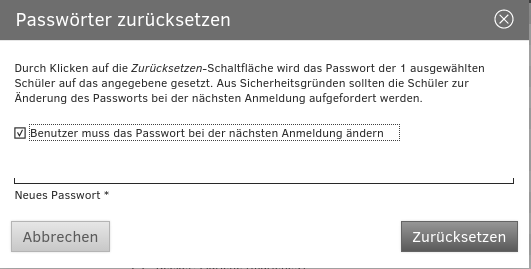 Passwörter zurücksetzen
Durch Klicken auf die Zurücksetzen-Schaltfläche wird das Passwort der 1 ausgewählten
Schüler auf das angegebene gesetzt. Aus Sicherheitsgründen sollten die Schüler zur
Änderung des Passworts bei der nächsten Anmeldung aufgefordert werden.
Benutzer muss das Passwort bei der nächsten Anmeldung ändern
Neues Passwort *
Abbrechen
Zurücksetzen